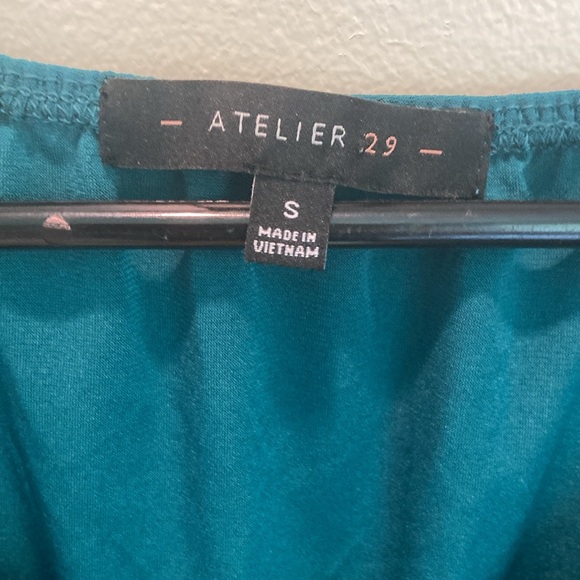 — ATELIER 29 —
S
MADE IN
VIETNAM